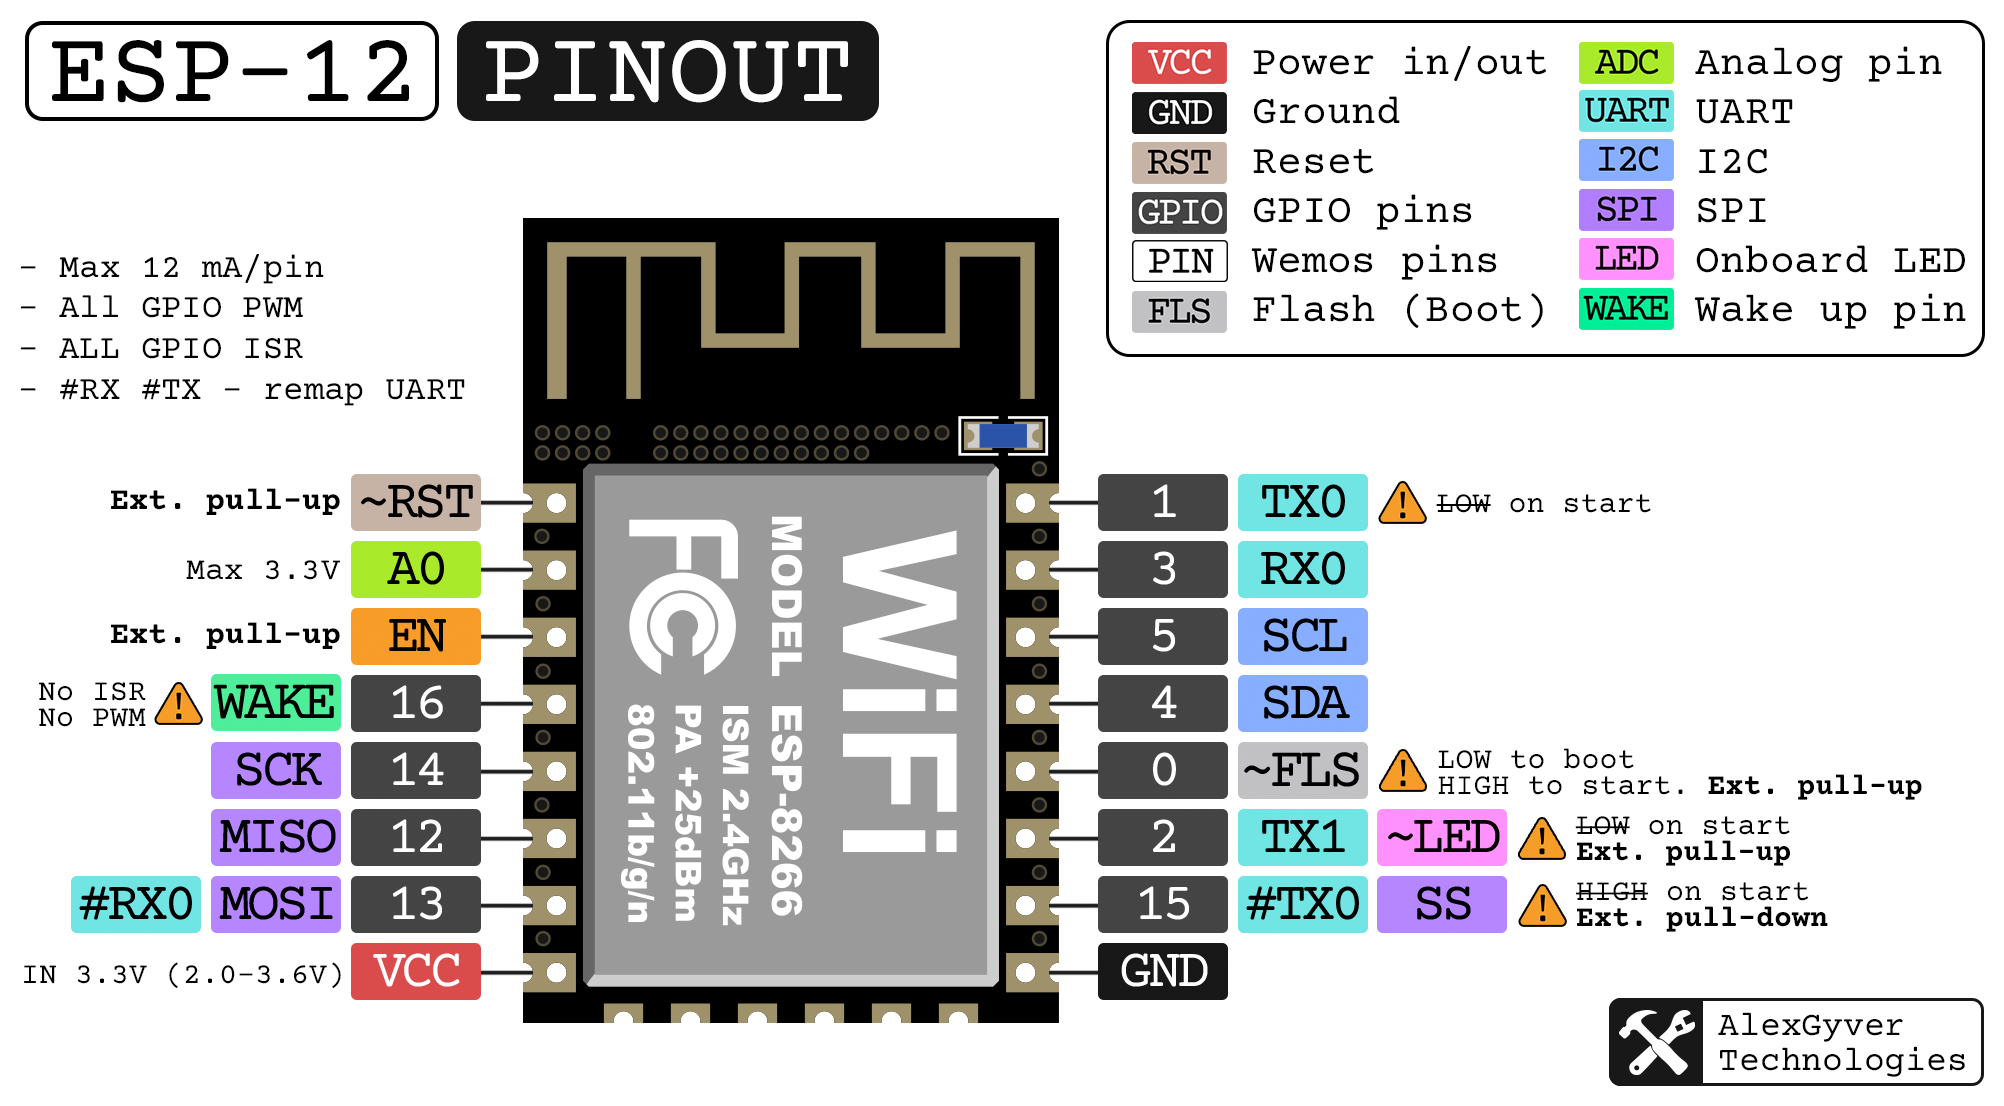 ESP-12 PINOUT
VCC Power in/out
GND Ground
RST Reset
GPIO GPIO pins
PIN Wemos pins
FLS Flash (Boot)
ADC Analog pin
UART UART
I2C I2C
SPI SPI
LED Onboard LED
WAKE Wake up pin
- Max 12 mA/pin
- All GPIO PWM
- ALL GPIO ISR
- #RX #TX - remap UART
Ext. pull-up ~RST
Max 3.3V A0
Ext. pull-up EN
No ISR
No PWM
WAKE 16
SCK 14
MISO 12
#RX0 MOSI 13
IN 3.3V (2.0-3.6V) VCC
WiFi
MODEL ESP-8266
ISM 2.4GHz
PA +25dBm
802.11b/g/n
FC
1 TX0 LOW on start
3 RX0
5 SCL
4 SDA
0 ~FLS
LOW to boot
HIGH to start. Ext. pull-up
2 TX1 ~LED
LOW on start
Ext. pull-up
15 #TX0 SS
HIGH on start
Ext. pull-down
GND
AlexGyver
Technologies